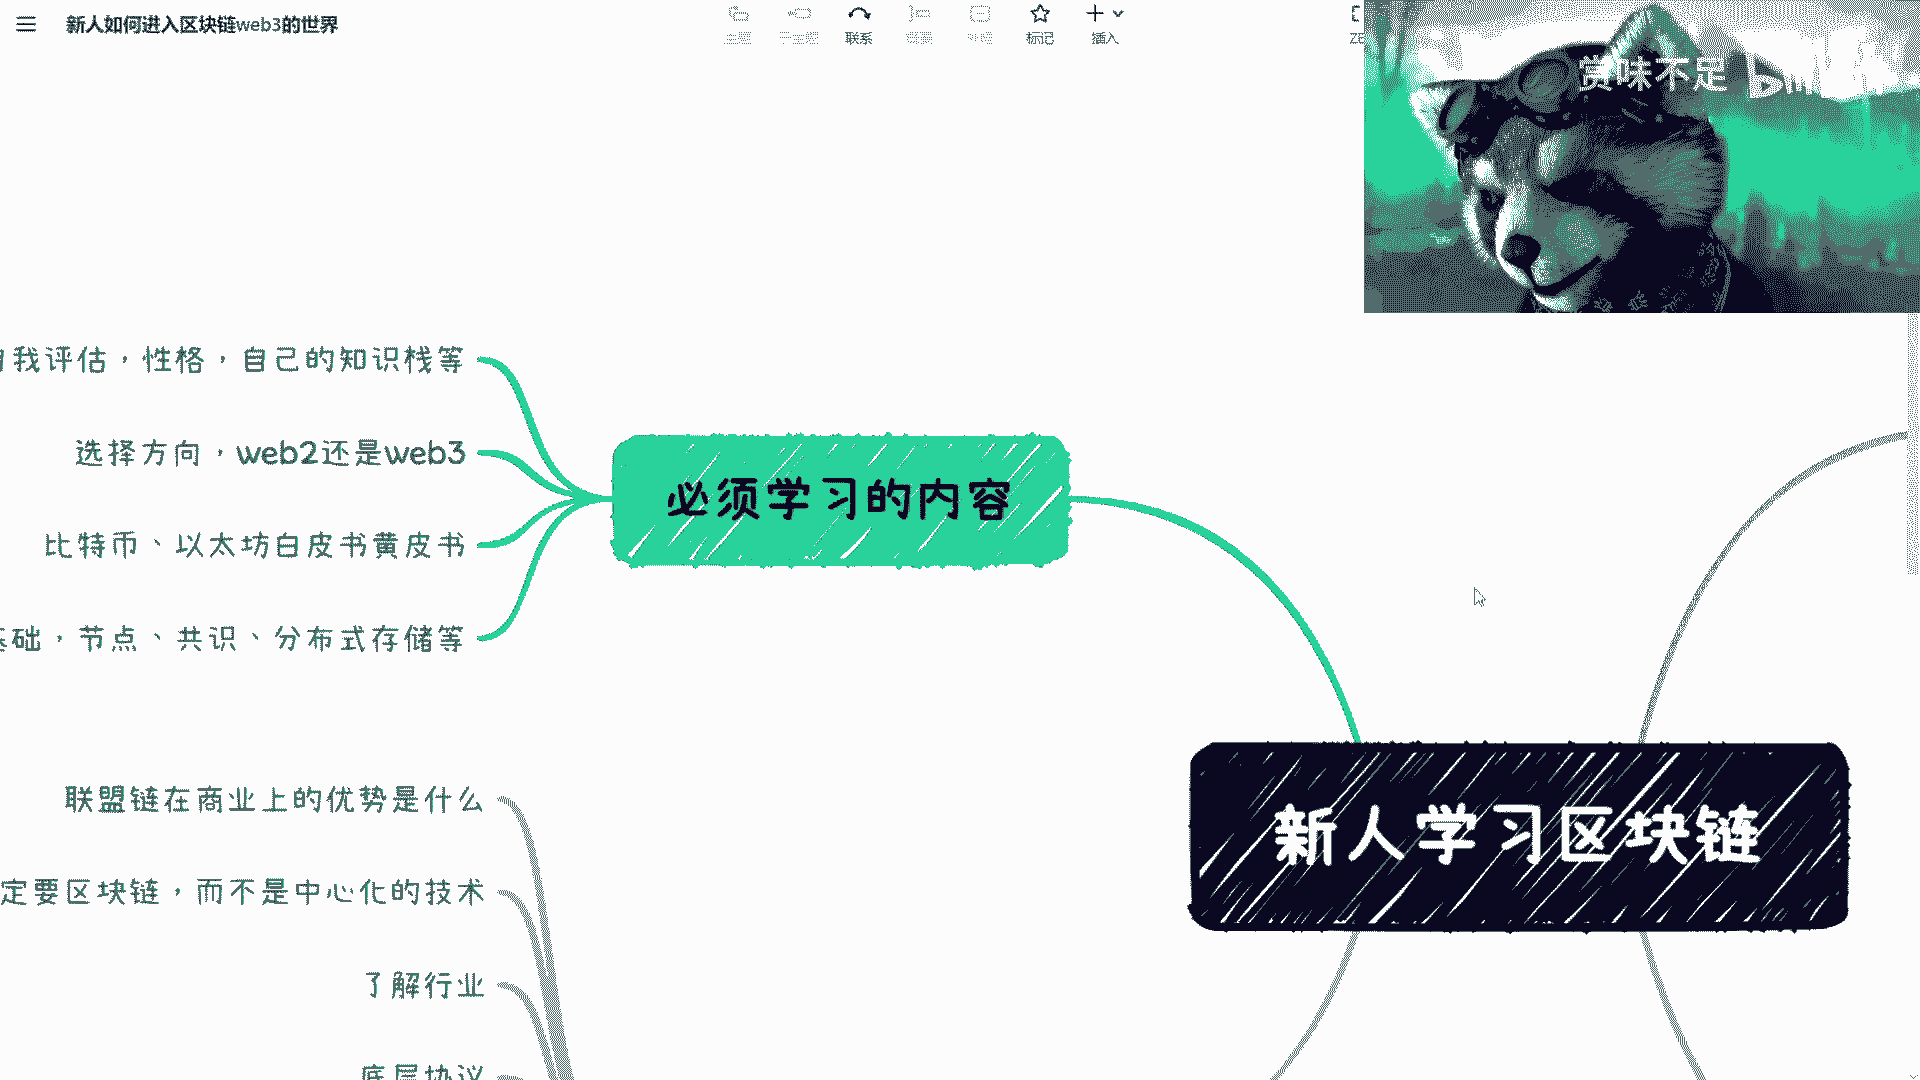 新人如何进入区块链web3的世界
主题
子主题
联系
概要
外框
标记
插入
赏味不足
我评估，性格，自己的知识栈等
选择方向，web2还是web3
比特币、以太坊白皮书黄皮书
础，节点、共识、分布式存储等
必须学习的内容
新人学习区块链
联盟链在商业上的优势是什么
定要区块链，而不是中心化的技术
了解行业
底层协议